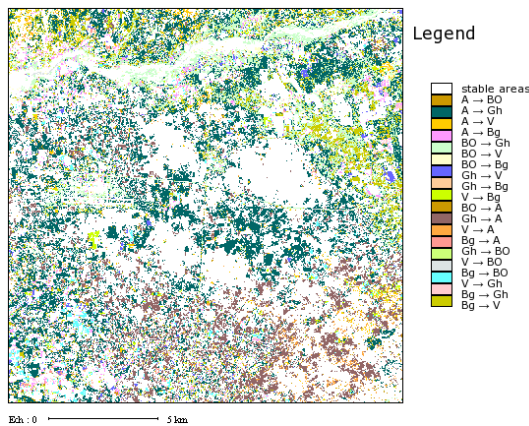 Legend
stable areas
A → BO
A → Gh
A → V
A → Bg
BO → Gh
BO → V
BO → Bg
Gh → V
Gh → Bg
V → Bg
BO → A
Gh → A
V → A
Bg → A
Gh → BO
V → BO
Bg → BO
V → Gh
Bg → Gh
Bg → V
Ech : 0 5 km